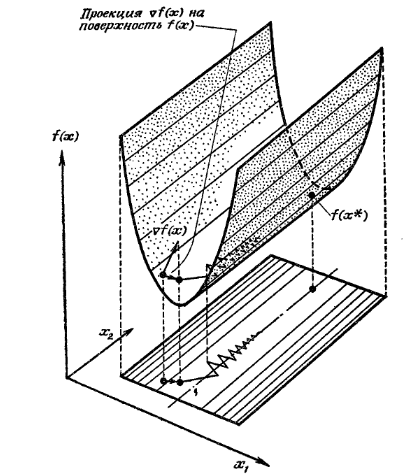 Проекция ∇f(x) на
поверхность f(x)
f(x)
∇f(x)
f(x*)
x₂
x₁